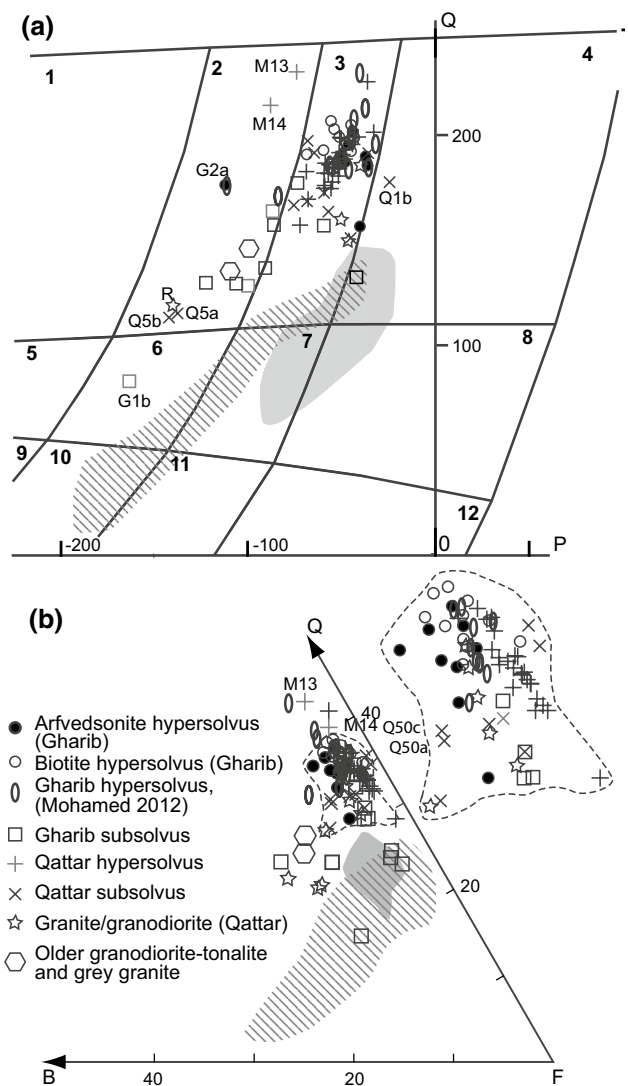 (a)
Q
1
2
3
4
M13
M14
200
G2a
Q1b
R
Q5b
Q5a
5
6
7
8
100
G1b
9
10
11
12
-200
-100
0
P
(b)
Q
M13
40
M14
Q50c
Q50a
20
Arfvedsonite hypersolvus
(Gharib)
Biotite hypersolvus (Gharib)
Gharib hypersolvus,
(Mohamed 2012)
Gharib subsolvus
Qattar hypersolvus
Qattar subsolvus
Granite/granodiorite (Qattar)
Older granodiorite-tonalite
and grey granite
B
40
20
F